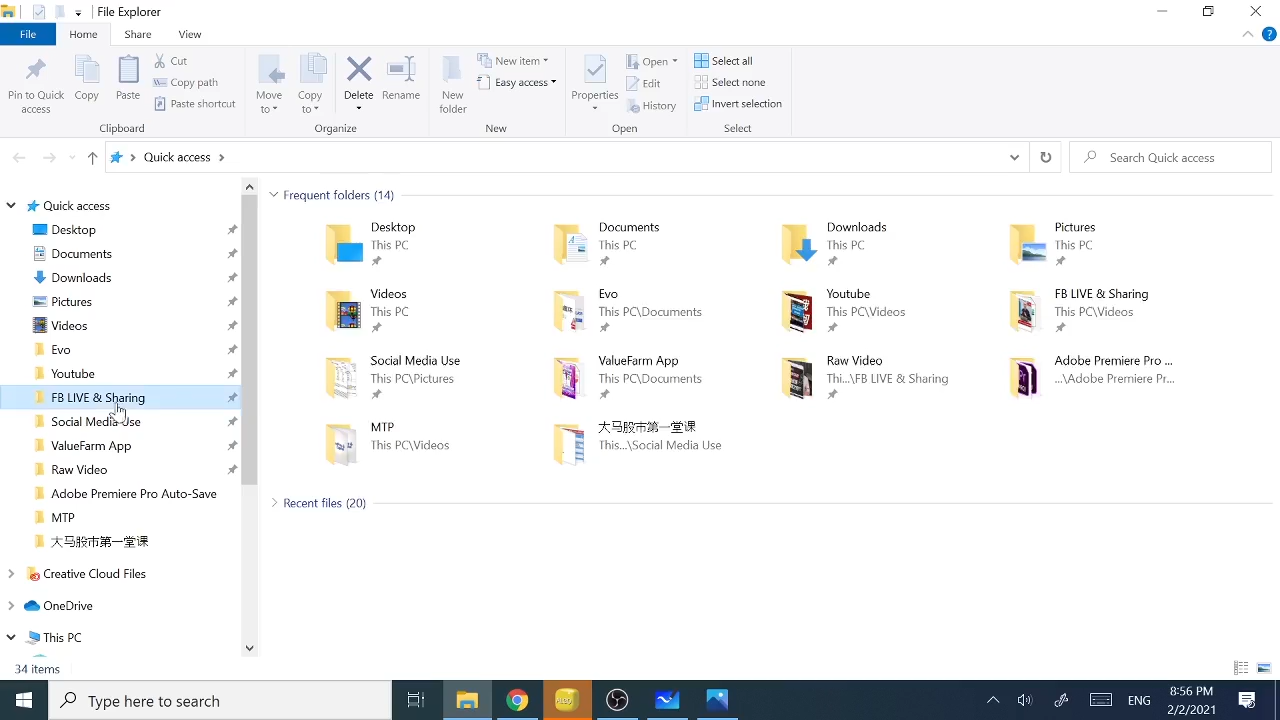 File Explorer
File
Home
Share
View
Pin to Quick
access
Copy
Paste
Cut
Copy path
Paste shortcut
Clipboard
Move
to
Copy
to
Delete
Rename
Organize
New
folder
New item
Easy access
New
Properties
Open
Edit
History
Open
Select all
Select none
Invert selection
Select
Quick access
Search Quick access
Quick access
Desktop
Documents
Downloads
Pictures
Videos
Evo
Youtube
FB LIVE & Sharing
Social Media Use
ValueFarm App
Raw Video
Adobe Premiere Pro Auto-Save
MTP
大马股市第一堂课
Creative Cloud Files
OneDrive
This PC
Frequent folders (14)
Desktop
This PC
Documents
This PC
Downloads
This PC
Pictures
This PC
Videos
This PC
Evo
This PC\Documents
Youtube
This PC\Videos
FB LIVE & Sharing
This PC\Videos
Social Media Use
This PC\Pictures
ValueFarm App
This PC\Documents
Raw Video
Thi...\FB LIVE & Sharing
Adobe Premiere Pro ...
...\Adobe Premiere Pr...
MTP
This PC\Videos
大马股市第一堂课
This...\Social Media Use
Recent files (20)
34 items
Type here to search
ENG
8:56 PM
2/2/2021